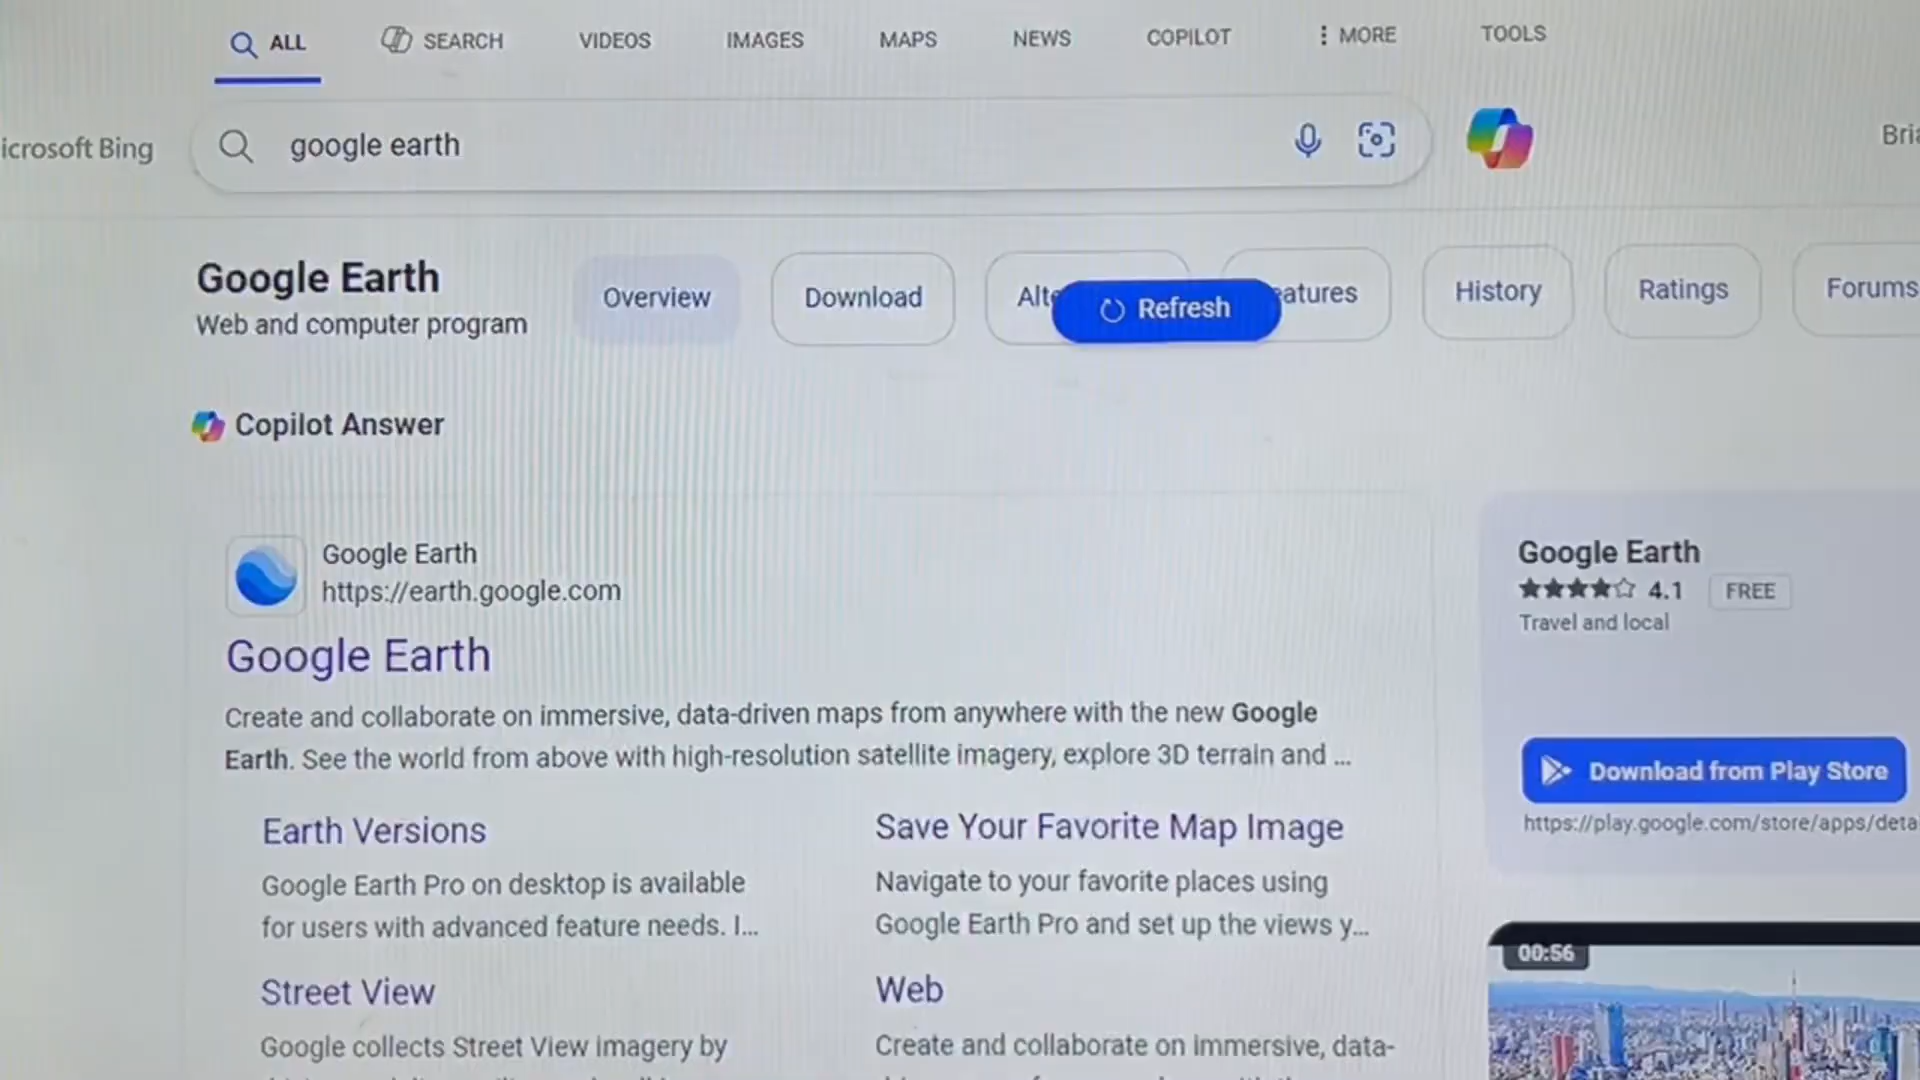 ALL
SEARCH
VIDEOS
IMAGES
MAPS
NEWS
COPILOT
MORE
TOOLS
icrosoft Bing
google earth
Bria
Google Earth
Web and computer program
Overview
Download
Alte
Refresh
eatures
History
Ratings
Forums
Copilot Answer
Google Earth
https://earth.google.com
Google Earth
Create and collaborate on immersive, data-driven maps from anywhere with the new Google
Earth. See the world from above with high-resolution satellite imagery, explore 3D terrain and ...
Earth Versions
Google Earth Pro on desktop is available
for users with advanced feature needs. I...
Save Your Favorite Map Image
Navigate to your favorite places using
Google Earth Pro and set up the views y...
Street View
Google collects Street View imagery by
Web
Create and collaborate on immersive, data-
Google Earth
4.1 FREE
Travel and local
Download from Play Store
https://play.google.com/store/apps/deta
00:56